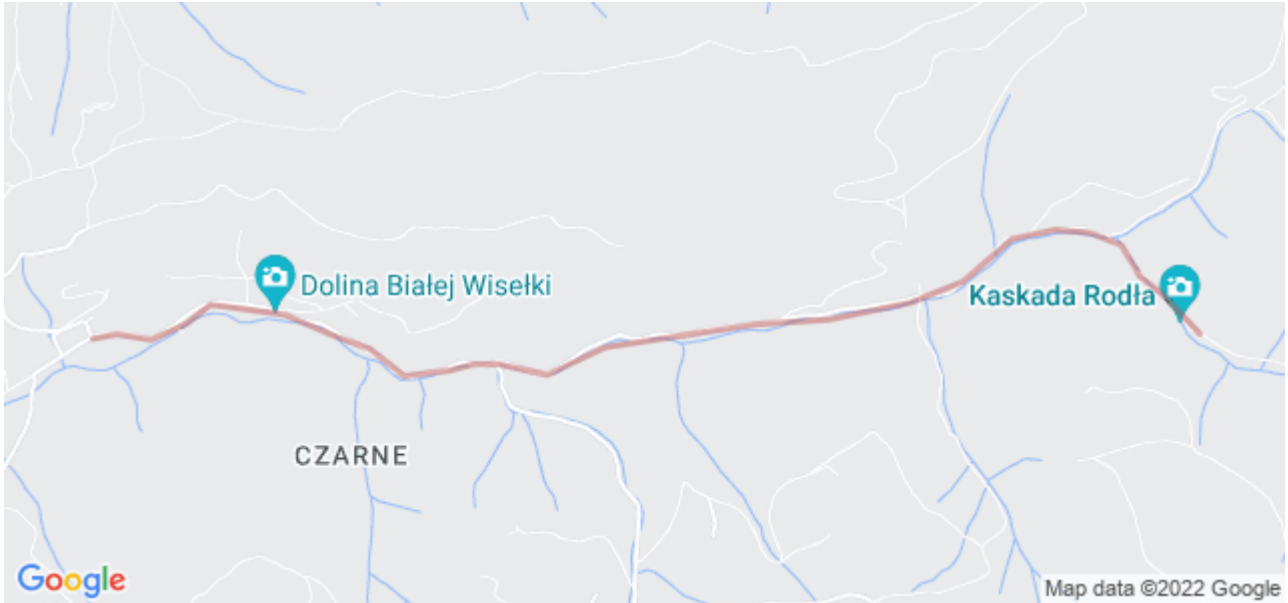 Dolina Białej Wisełki
Kaskada Rodła
CZARNE
Google
Map data ©2022 Google